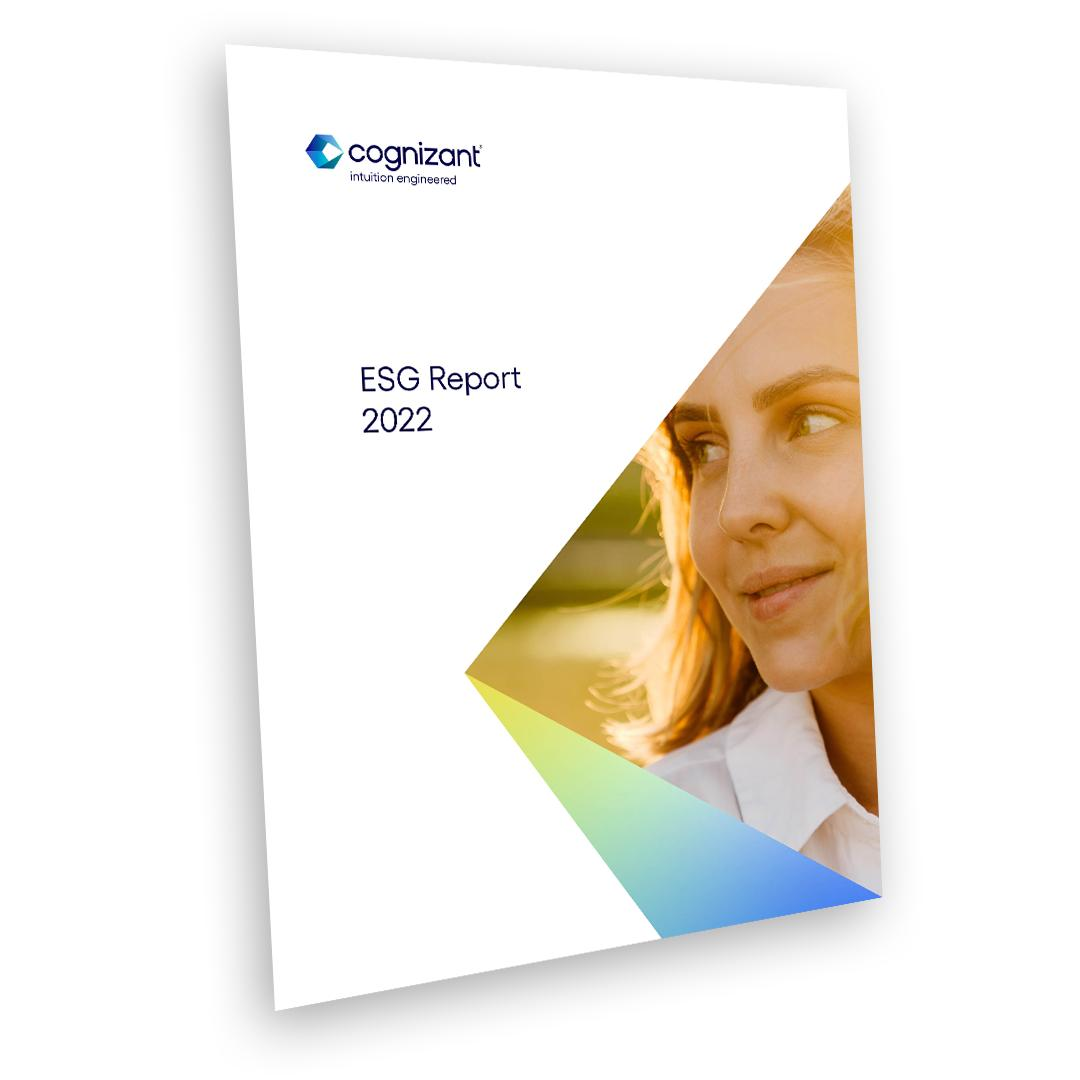 cognizant
intuition engineered
ESG Report
2022